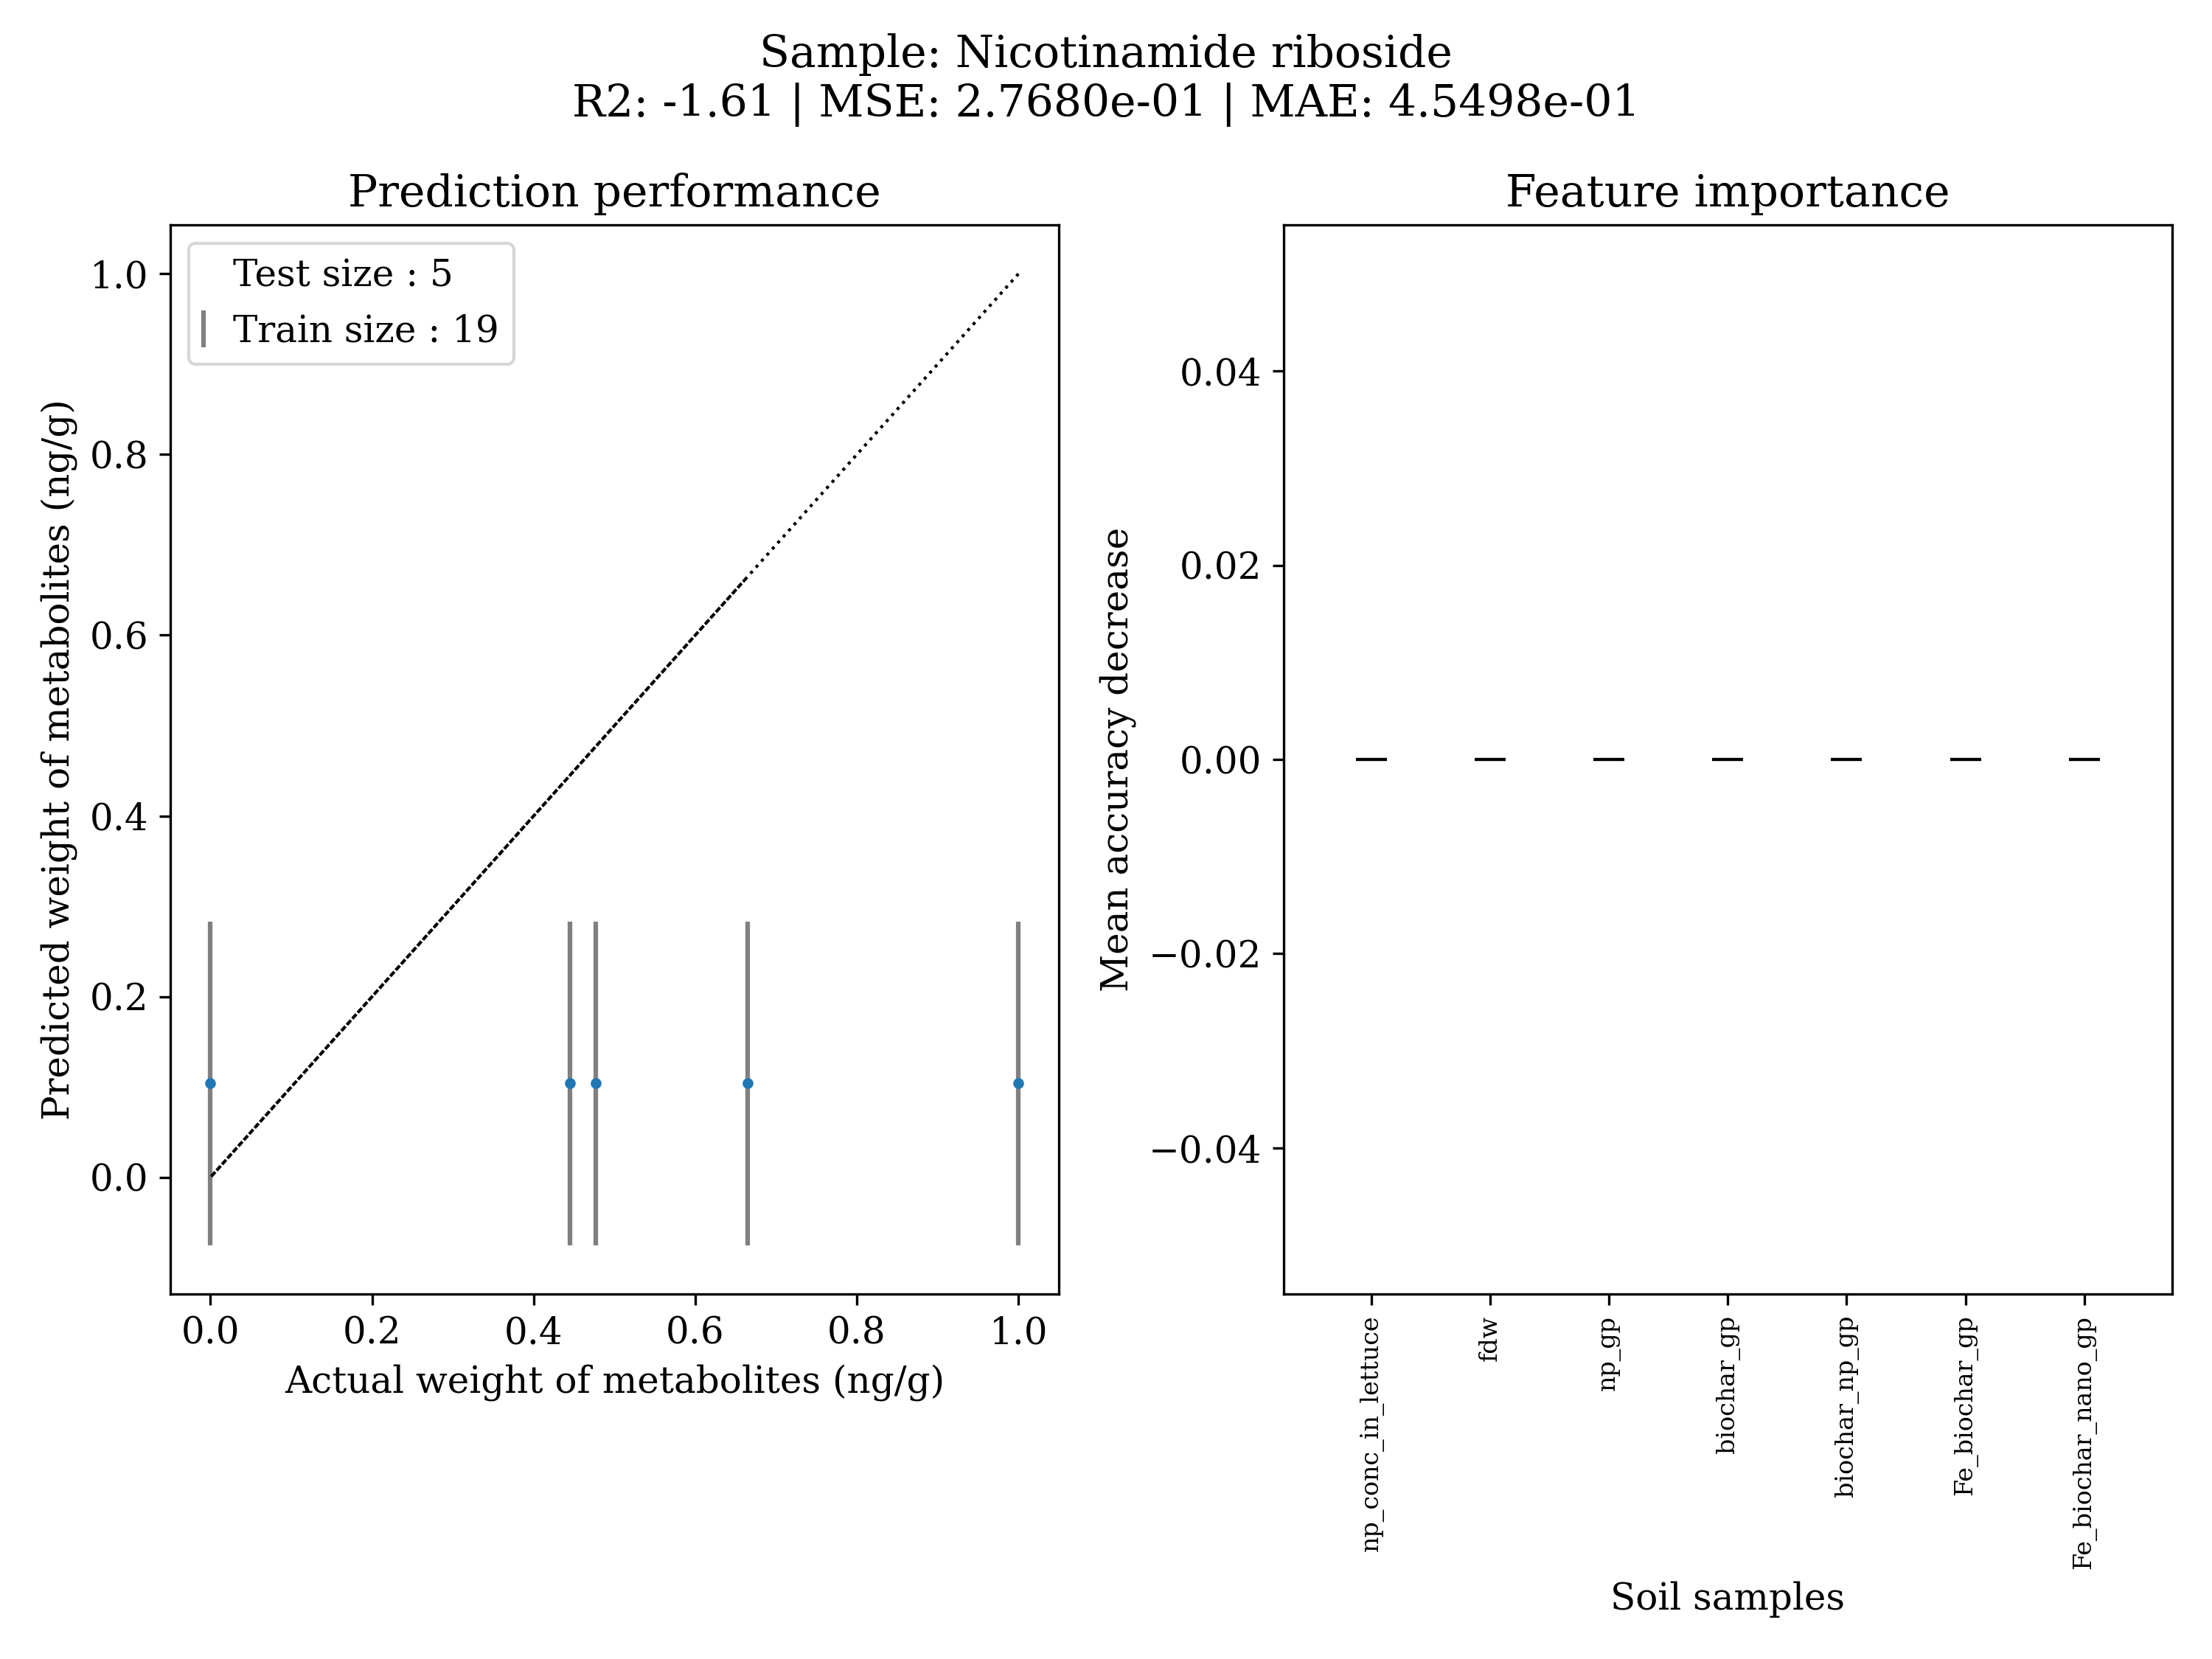 Sample: Nicotinamide riboside
R2: -1.61 | MSE: 2.7680e-01 | MAE: 4.5498e-01
Prediction performance
Test size : 5
Train size : 19
1.0
0.8
0.6
0.4
0.2
0.0
Predicted weight of metabolites (ng/g)
0.0 0.2 0.4 0.6 0.8 1.0
Actual weight of metabolites (ng/g)
Feature importance
0.04
0.02
0.00
−0.02
−0.04
Mean accuracy decrease
np_conc_in_lettuce
fdw
np_gp
biochar_gp
biochar_np_gp
Fe_biochar_gp
Fe_biochar_nano_gp
Soil samples